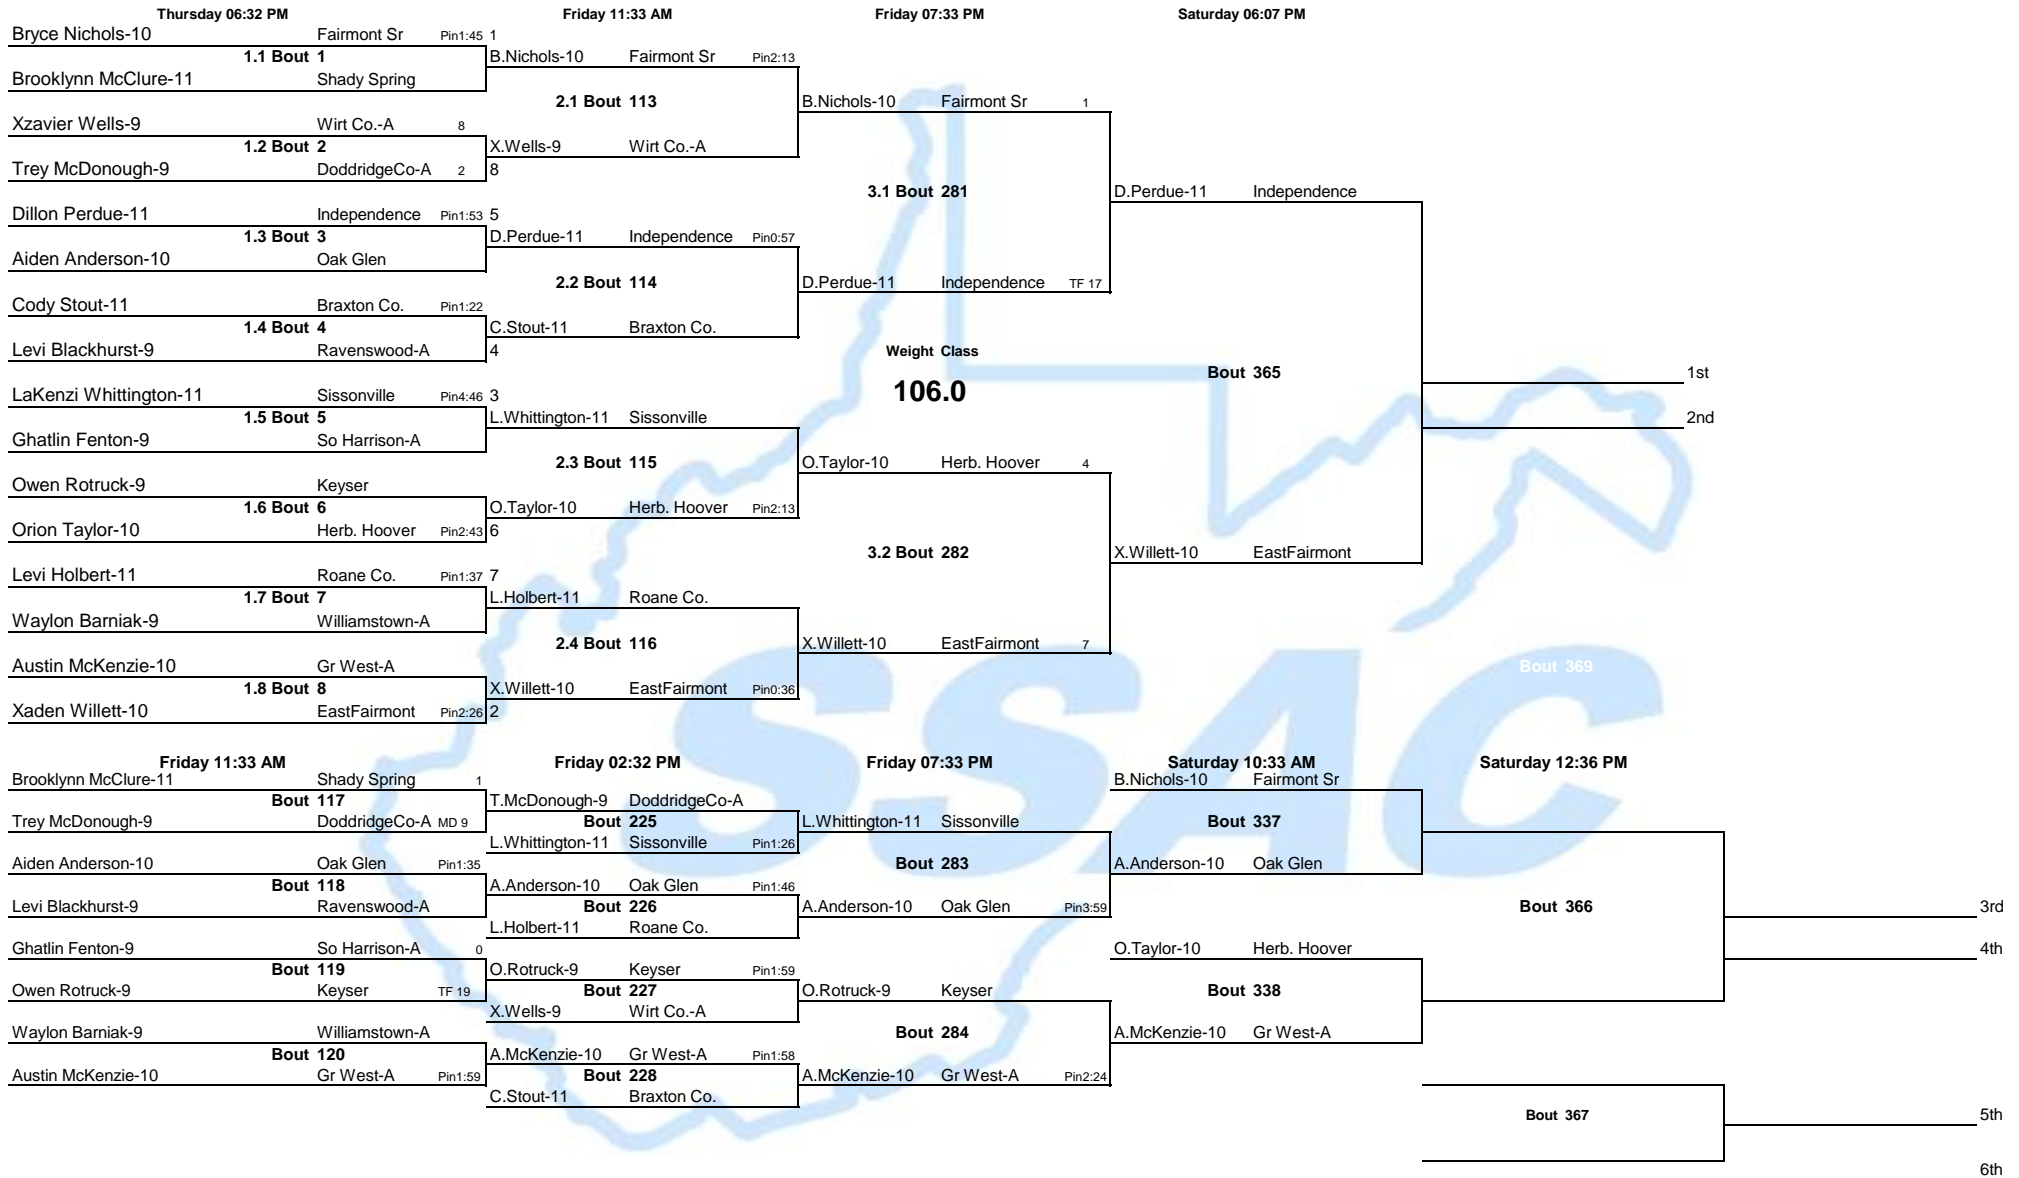 Thursday 06:32 PM Friday 11:33 AM Friday 07:33 PM Saturday 06:07 PM
Bryce Nichols-10 Fairmont Sr Pin1:45 1
1.1 Bout 1 B.Nichols-10 Fairmont Sr Pin2:13
Brooklynn McClure-11 Shady Spring
2.1 Bout 113 B.Nichols-10 Fairmont Sr 1
Xzavier Wells-9 Wirt Co.-A 8
1.2 Bout 2 X.Wells-9 Wirt Co.-A
Trey McDonough-9 DoddridgeCo-A 2 8
3.1 Bout 281 D.Perdue-11 Independence
Dillon Perdue-11 Independence Pin1:53 5
1.3 Bout 3 D.Perdue-11 Independence Pin0:57
Aiden Anderson-10 Oak Glen
2.2 Bout 114 D.Perdue-11 Independence TF 17
Cody Stout-11 Braxton Co. Pin1:22
1.4 Bout 4 C.Stout-11 Braxton Co.
Levi Blackhurst-9 Ravenswood-A 4 Weight Class
Bout 365 1st
LaKenzi Whittington-11 Sissonville Pin4:46 3 106.0
1.5 Bout 5 L.Whittington-11 Sissonville 2nd
Ghatlin Fenton-9 So Harrison-A
2.3 Bout 115 O.Taylor-10 Herb. Hoover 4
Owen Rotruck-9 Keyser
1.6 Bout 6 O.Taylor-10 Herb. Hoover Pin2:13
Orion Taylor-10 Herb. Hoover Pin2:43 6
3.2 Bout 282 X.Willett-10 EastFairmont
Levi Holbert-11 Roane Co. Pin1:37 7
1.7 Bout 7 L.Holbert-11 Roane Co.
Waylon Barniak-9 Williamstown-A
2.4 Bout 116 X.Willett-10 EastFairmont 7
Austin McKenzie-10 Gr West-A Bout 369
1.8 Bout 8 X.Willett-10 EastFairmont Pin0:36
Xaden Willett-10 EastFairmont Pin2:26 2
SSAC
Friday 11:33 AM Friday 02:32 PM Friday 07:33 PM Saturday 10:33 AM Saturday 12:36 PM
Brooklynn McClure-11 Shady Spring 1 B.Nichols-10 Fairmont Sr
Bout 117 T.McDonough-9 DoddridgeCo-A
Trey McDonough-9 DoddridgeCo-A MD 9 Bout 225 L.Whittington-11 Sissonville Bout 337
L.Whittington-11 Sissonville Pin1:26
Aiden Anderson-10 Oak Glen Pin1:35 Bout 283 A.Anderson-10 Oak Glen
Bout 118 A.Anderson-10 Oak Glen Pin1:46
Levi Blackhurst-9 Ravenswood-A Bout 226 A.Anderson-10 Oak Glen Pin3:59 Bout 366 3rd
L.Holbert-11 Roane Co.
Ghatlin Fenton-9 So Harrison-A 0 O.Taylor-10 Herb. Hoover 4th
Bout 119 O.Rotruck-9 Keyser Pin1:59
Owen Rotruck-9 Keyser TF 19 Bout 227 O.Rotruck-9 Keyser Bout 338
X.Wells-9 Wirt Co.-A
Waylon Barniak-9 Williamstown-A Bout 284 A.McKenzie-10 Gr West-A
Bout 120 A.McKenzie-10 Gr West-A Pin1:58
Austin McKenzie-10 Gr West-A Pin1:59 Bout 228 A.McKenzie-10 Gr West-A Pin2:24
C.Stout-11 Braxton Co.
Bout 367 5th
6th